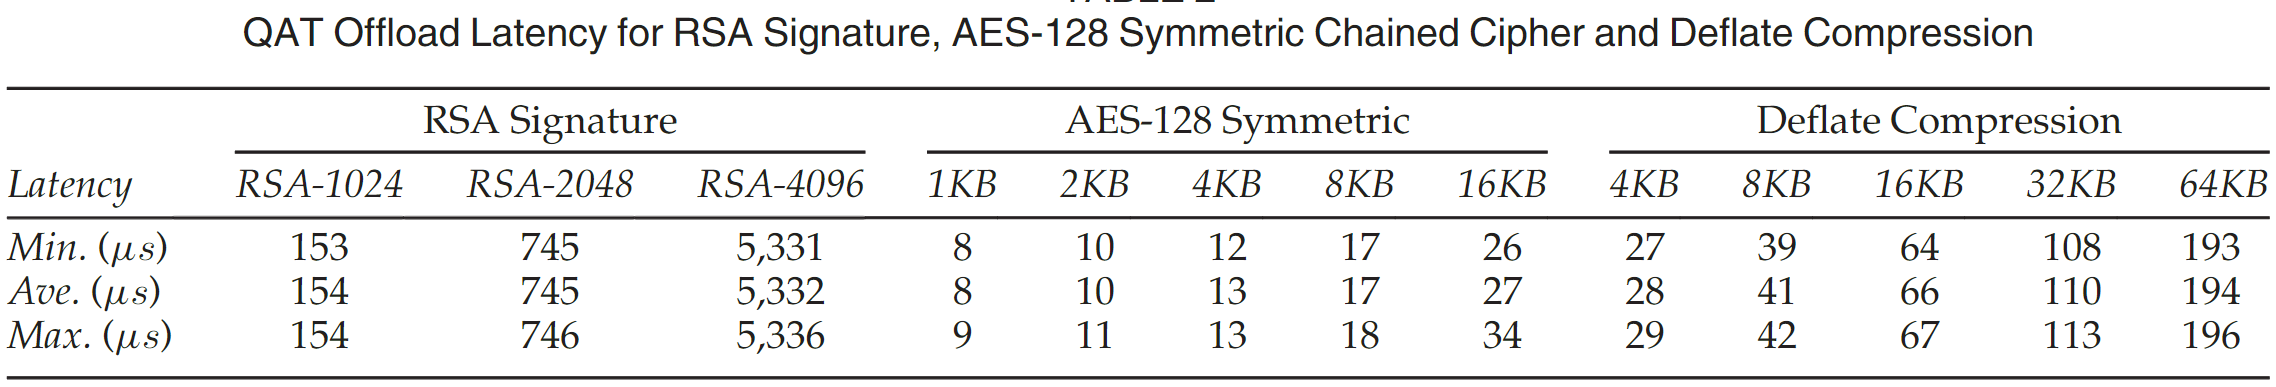 QAT Offload Latency for RSA Signature, AES-128 Symmetric Chained Cipher and Deflate Compression
RSA Signature AES-128 Symmetric Deflate Compression
Latency RSA-1024 RSA-2048 RSA-4096 1KB 2KB 4KB 8KB 16KB 4KB 8KB 16KB 32KB 64KB
Min. (μs) 153 745 5,331 8 10 12 17 26 27 39 64 108 193
Ave. (μs) 154 745 5,332 8 10 13 17 27 28 41 66 110 194
Max. (μs) 154 746 5,336 9 11 13 18 34 29 42 67 113 196